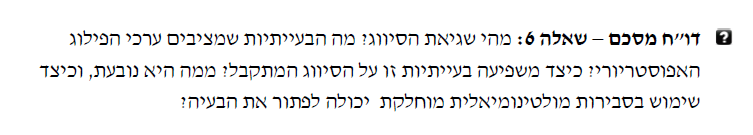 דו״ח מסכם – שאלה 6: מהי שגיאת הסיווג? מה הבעייתיות שמציבים ערכי הפילוג
האפוסטריורי? כיצד משפיעה בעייתיות זו על הסיווג המתקבל? ממה היא נובעת, וכיצד
שימוש בסבירות מולטינומיאלית מוחלקת יכולה לפתור את הבעיה?